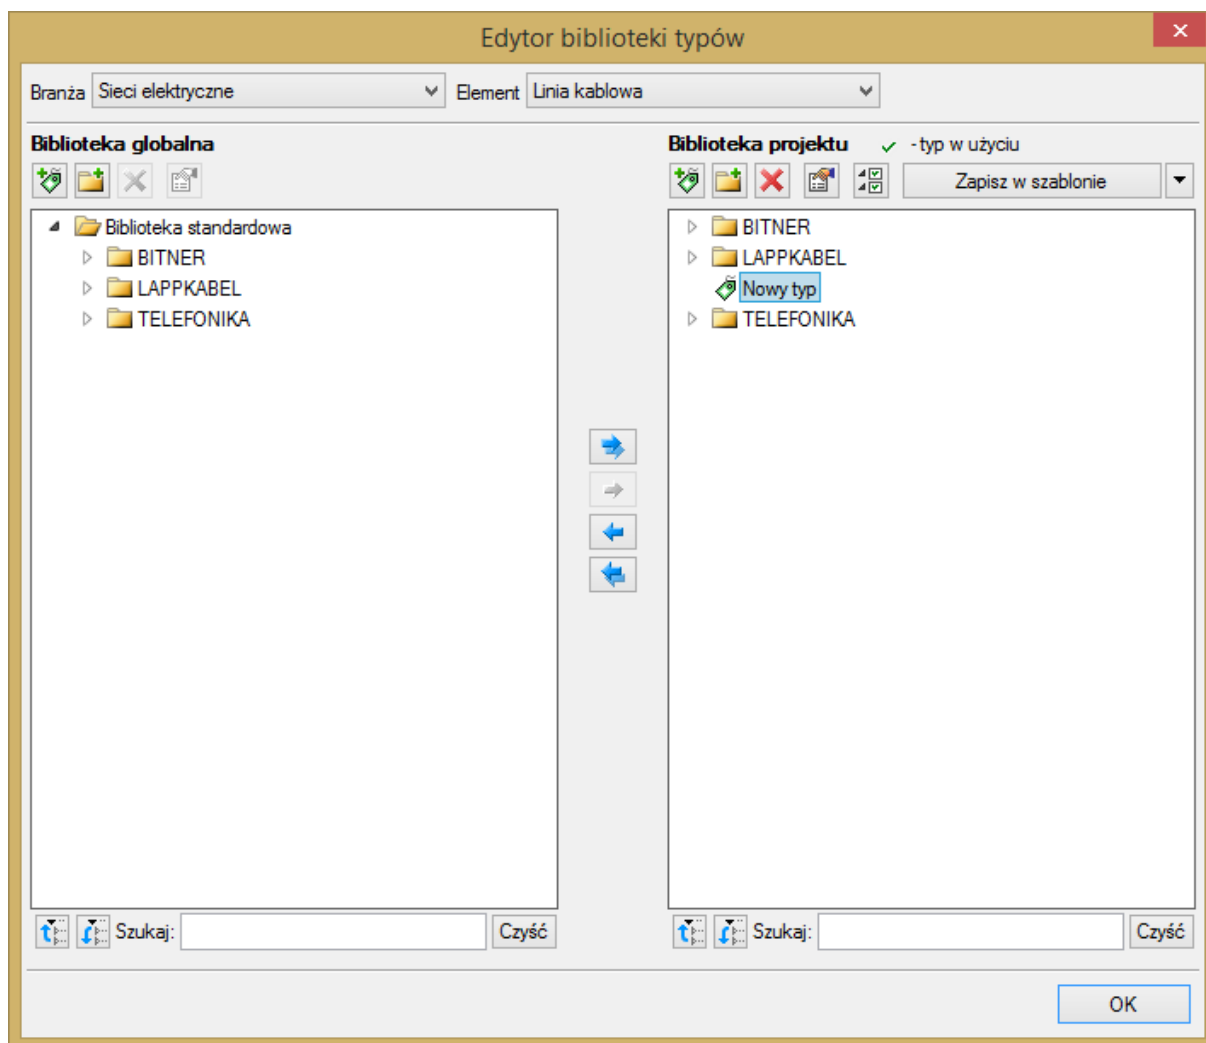 Edytor biblioteki typów
Branża Sieci elektryczne Element Linia kablowa
Biblioteka globalna
Biblioteka projektu - typ w użyciu
Zapisz w szablonie
Biblioteka standardowa
BITNER
LAPPKABEL
TELEFONIKA
BITNER
LAPPKABEL
Nowy typ
TELEFONIKA
Szukaj: Czyść
Szukaj: Czyść
OK